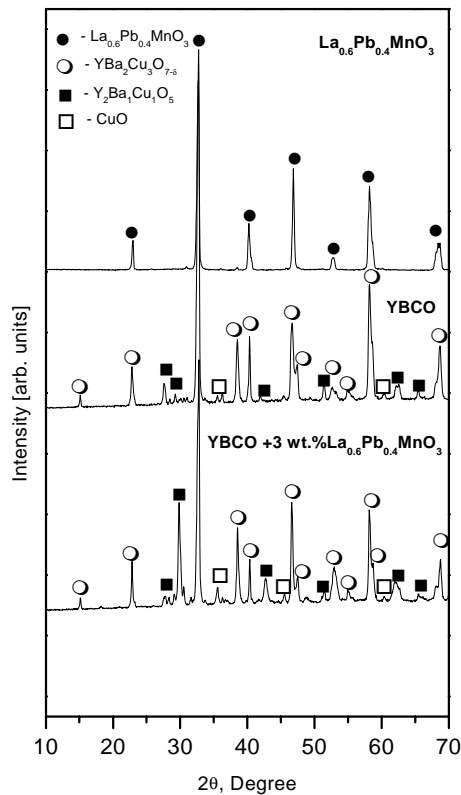 - La0.6Pb0.4MnO3
La0.6Pb0.4MnO3
- YBa2Cu3O7-δ
- Y2Ba1Cu1O5
- CuO
YBCO
YBCO +3 wt.%La0.6Pb0.4MnO3
Intensity [arb. units]
10 20 30 40 50 60 70
2θ, Degree